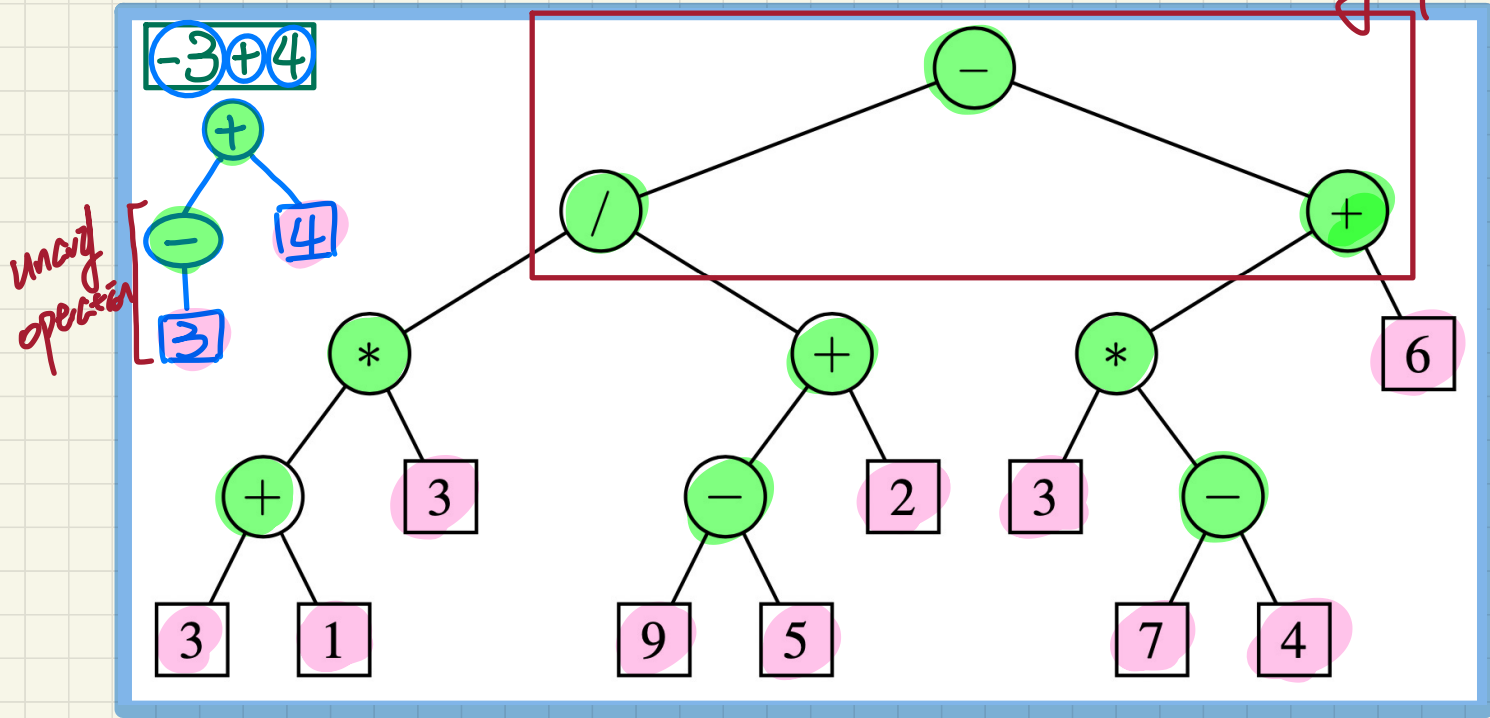 -3+4
+
- 4
3
unary
operation
-
/ +
* + * 6
+ 3 - 2 3 -
3 1 9 5 7 4